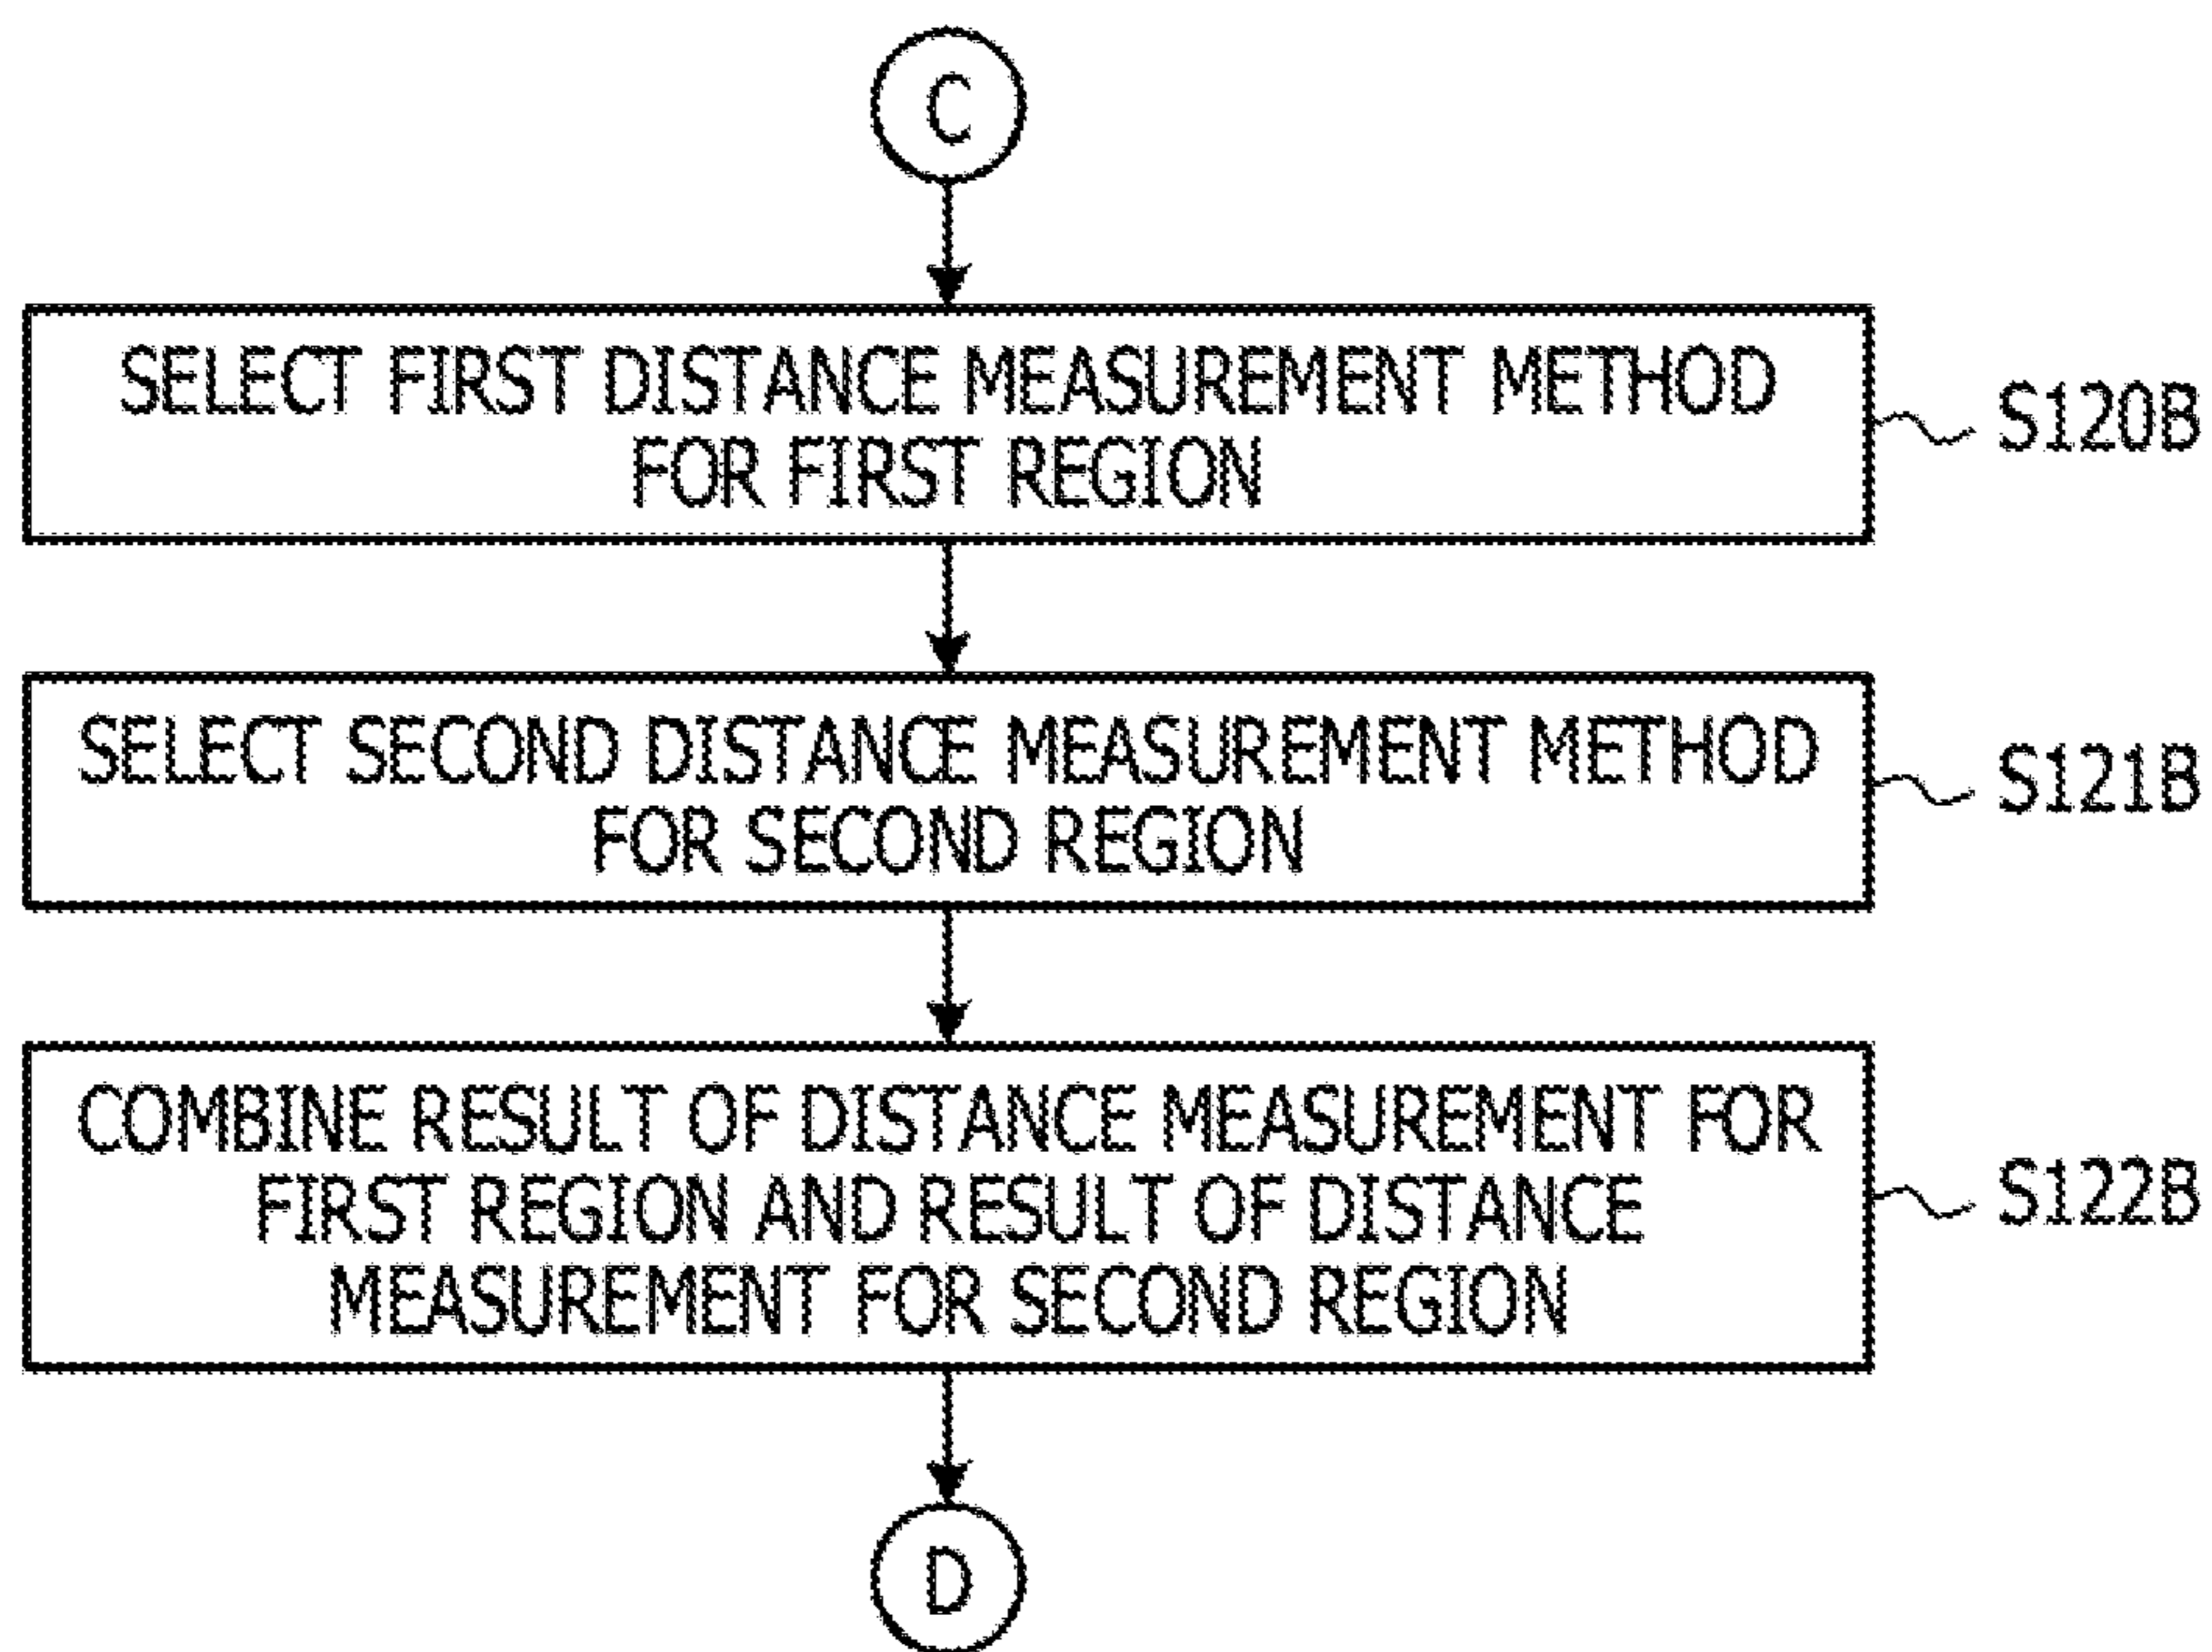 C
SELECT FIRST DISTANCE MEASUREMENT METHOD
FOR FIRST REGION
S120B
SELECT SECOND DISTANCE MEASUREMENT METHOD
FOR SECOND REGION
S121B
COMBINE RESULT OF DISTANCE MEASUREMENT FOR
FIRST REGION AND RESULT OF DISTANCE
MEASUREMENT FOR SECOND REGION
S122B
D